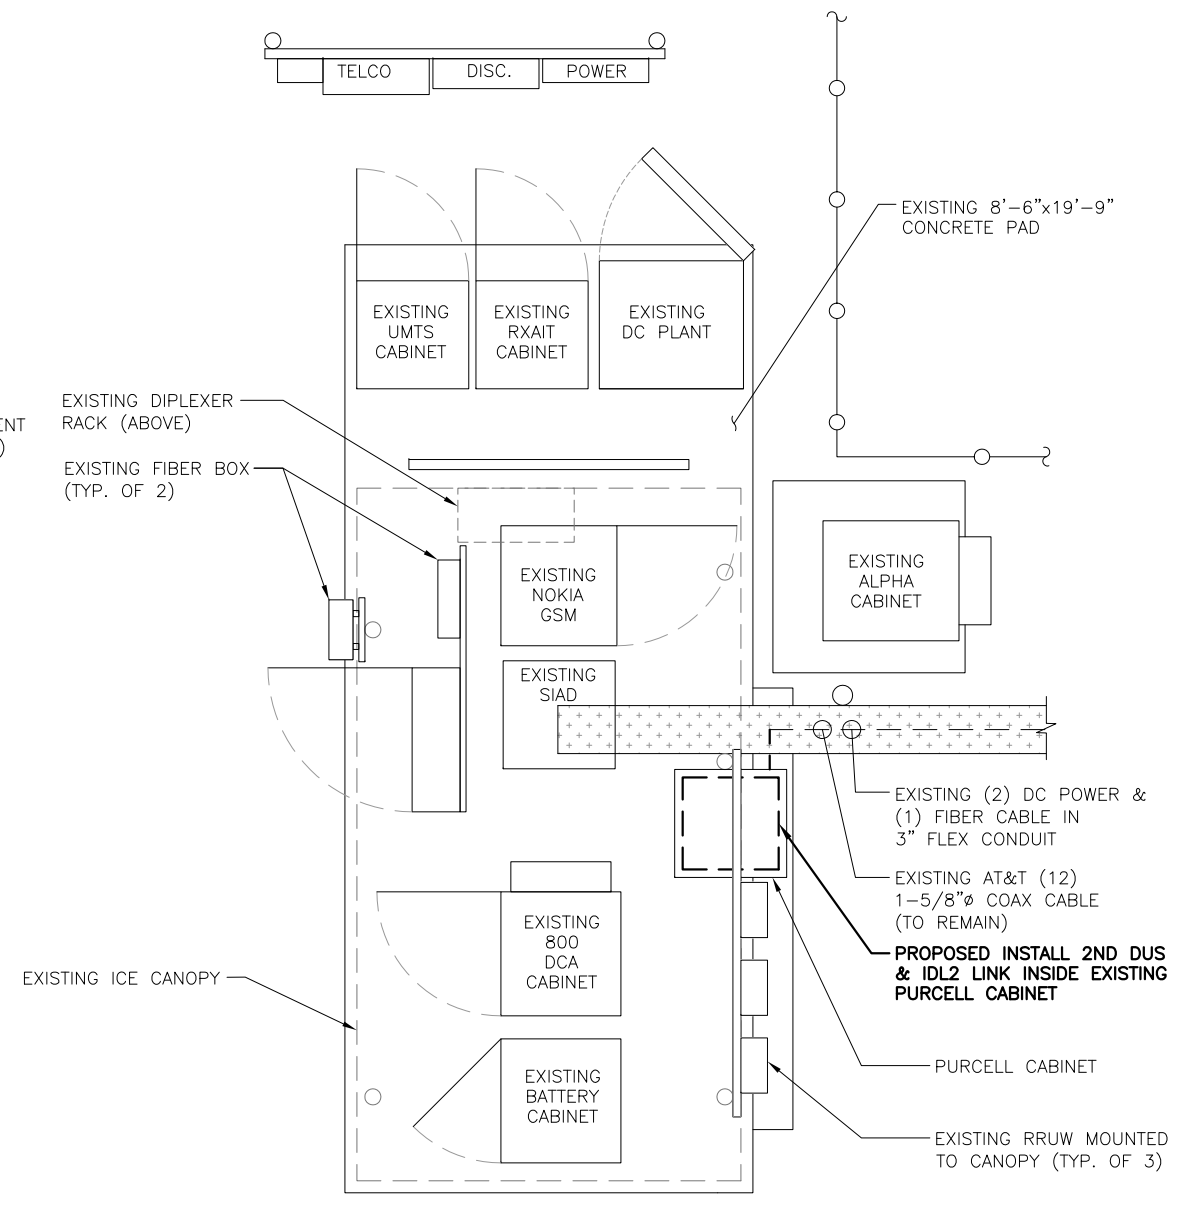 TELCO
DISC.
POWER
EXISTING 8'-6"x19'-9"
CONCRETE PAD
EXISTING
UMTS
CABINET
EXISTING
RXAIT
CABINET
EXISTING
DC PLANT
EXISTING DIPLEXER
RACK (ABOVE)
ENT
)
EXISTING FIBER BOX
(TYP. OF 2)
EXISTING
NOKIA
GSM
EXISTING
ALPHA
CABINET
EXISTING
SIAD
EXISTING (2) DC POWER &
(1) FIBER CABLE IN
3" FLEX CONDUIT
EXISTING AT&T (12)
1-5/8"ø COAX CABLE
(TO REMAIN)
PROPOSED INSTALL 2ND DUS
& IDL2 LINK INSIDE EXISTING
PURCELL CABINET
EXISTING
800
DCA
CABINET
EXISTING ICE CANOPY
EXISTING
BATTERY
CABINET
PURCELL CABINET
EXISTING RRUW MOUNTED
TO CANOPY (TYP. OF 3)